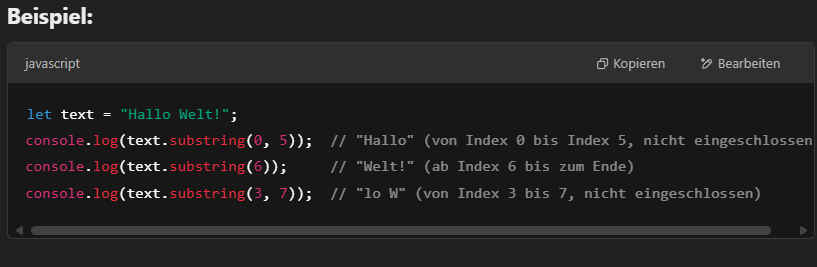 Beispiel:
javascript Kopieren Bearbeiten
let text = "Hallo Welt!";
console.log(text.substring(0, 5));  // "Hallo" (von Index 0 bis Index 5, nicht eingeschlossen
console.log(text.substring(6));     // "Welt!" (ab Index 6 bis zum Ende)
console.log(text.substring(3, 7));  // "lo W" (von Index 3 bis 7, nicht eingeschlossen)